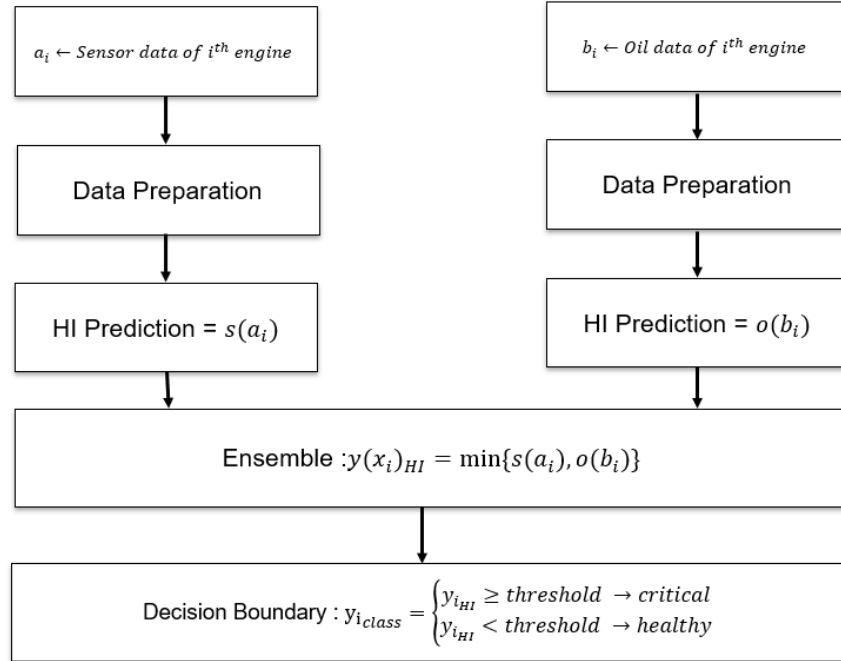 a_i ← Sensor data of i^th engine
b_i ← Oil data of i^th engine
Data Preparation
Data Preparation
HI Prediction = s(a_i)
HI Prediction = o(b_i)
Ensemble :y(x_i)_HI = min{s(a_i), o(b_i)}
Decision Boundary : y_i_class = { y_i_HI ≥ threshold → critical
y_i_HI < threshold → healthy